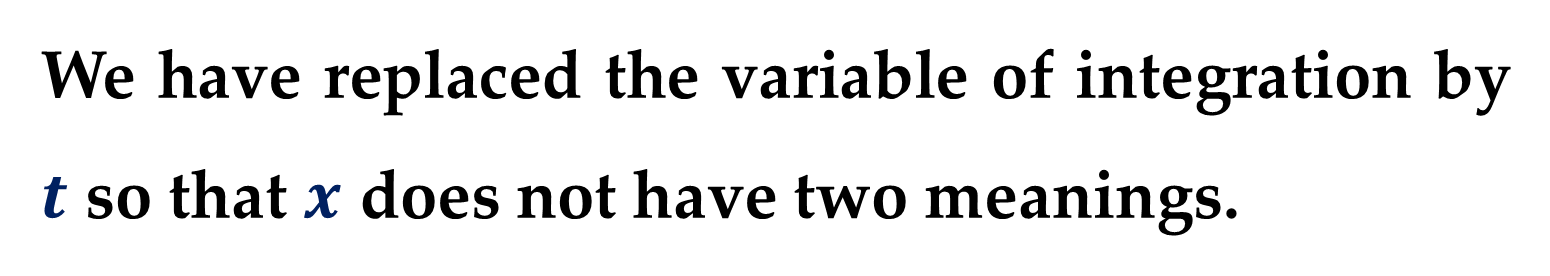 We have replaced the variable of integration by
t so that x does not have two meanings.